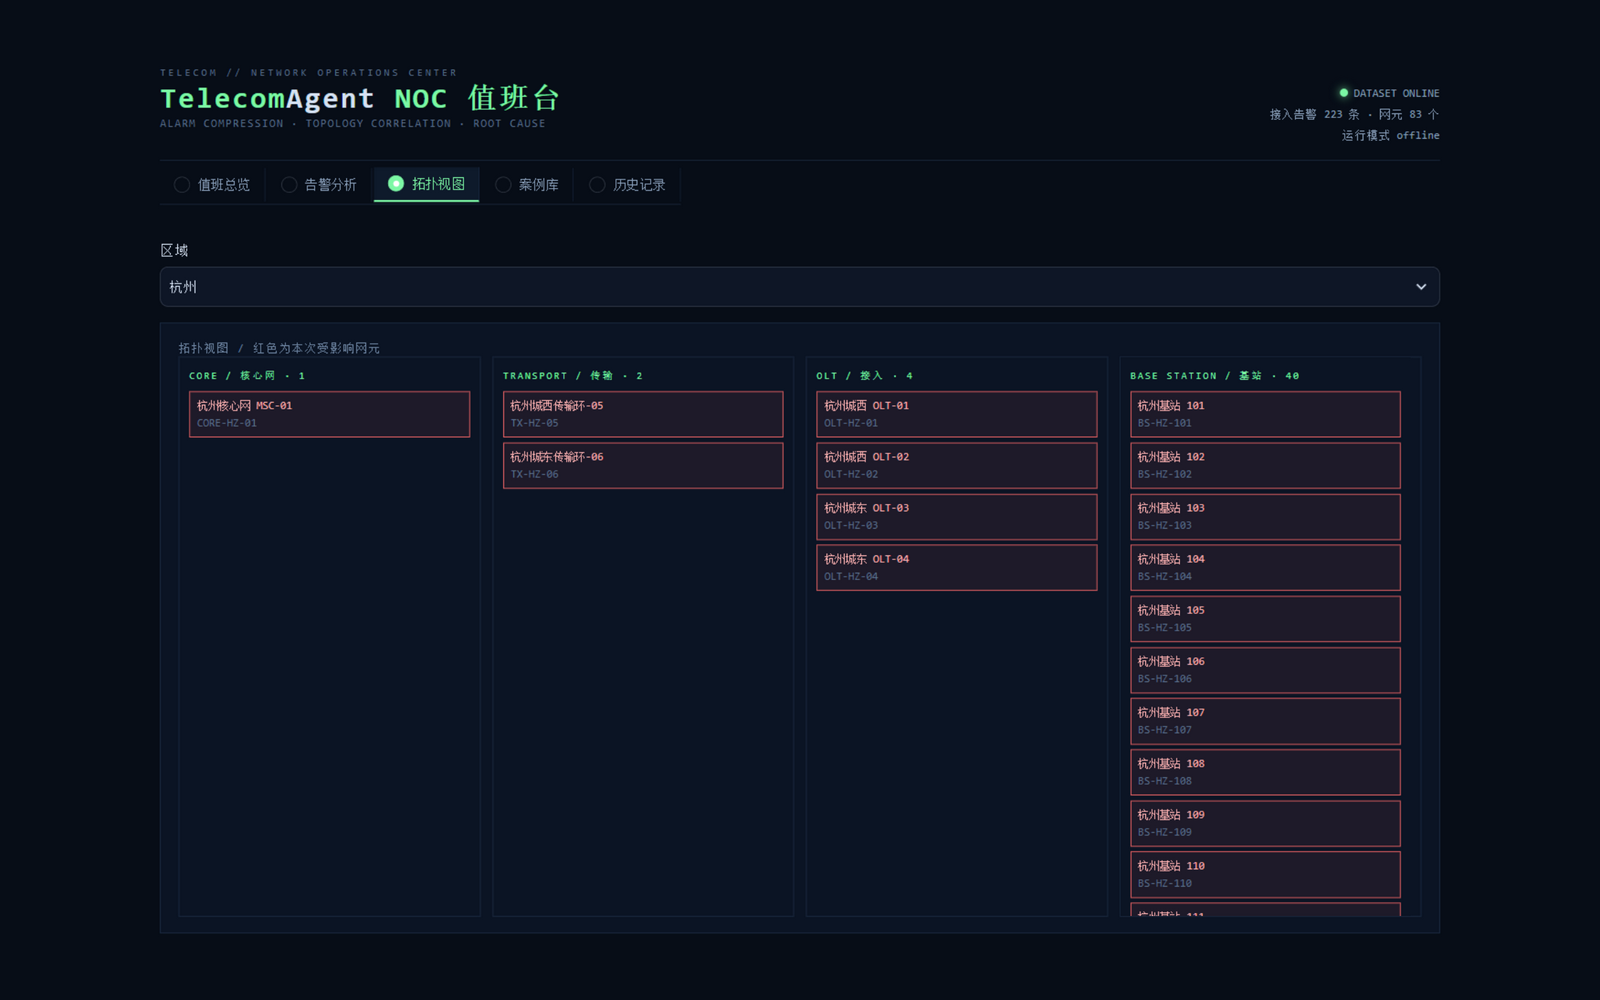 TELECOM // NETWORK OPERATIONS CENTER
TelecomAgent NOC 值班台
ALARM COMPRESSION · TOPOLOGY CORRELATION · ROOT CAUSE
DATASET ONLINE
接入告警 223 条 · 网元 83 个
运行模式 offline
值班总览
告警分析
拓扑视图
案例库
历史记录
区域
杭州
拓扑视图 / 红色为本次受影响网元
CORE / 核心网 · 1
杭州核心网 MSC-01
CORE-HZ-01
TRANSPORT / 传输 · 2
杭州城西传输环-05
TX-HZ-05
杭州城东传输环-06
TX-HZ-06
OLT / 接入 · 4
杭州城西 OLT-01
OLT-HZ-01
杭州城西 OLT-02
OLT-HZ-02
杭州城东 OLT-03
OLT-HZ-03
杭州城东 OLT-04
OLT-HZ-04
BASE STATION / 基站 · 40
杭州基站 101
BS-HZ-101
杭州基站 102
BS-HZ-102
杭州基站 103
BS-HZ-103
杭州基站 104
BS-HZ-104
杭州基站 105
BS-HZ-105
杭州基站 106
BS-HZ-106
杭州基站 107
BS-HZ-107
杭州基站 108
BS-HZ-108
杭州基站 109
BS-HZ-109
杭州基站 110
BS-HZ-110